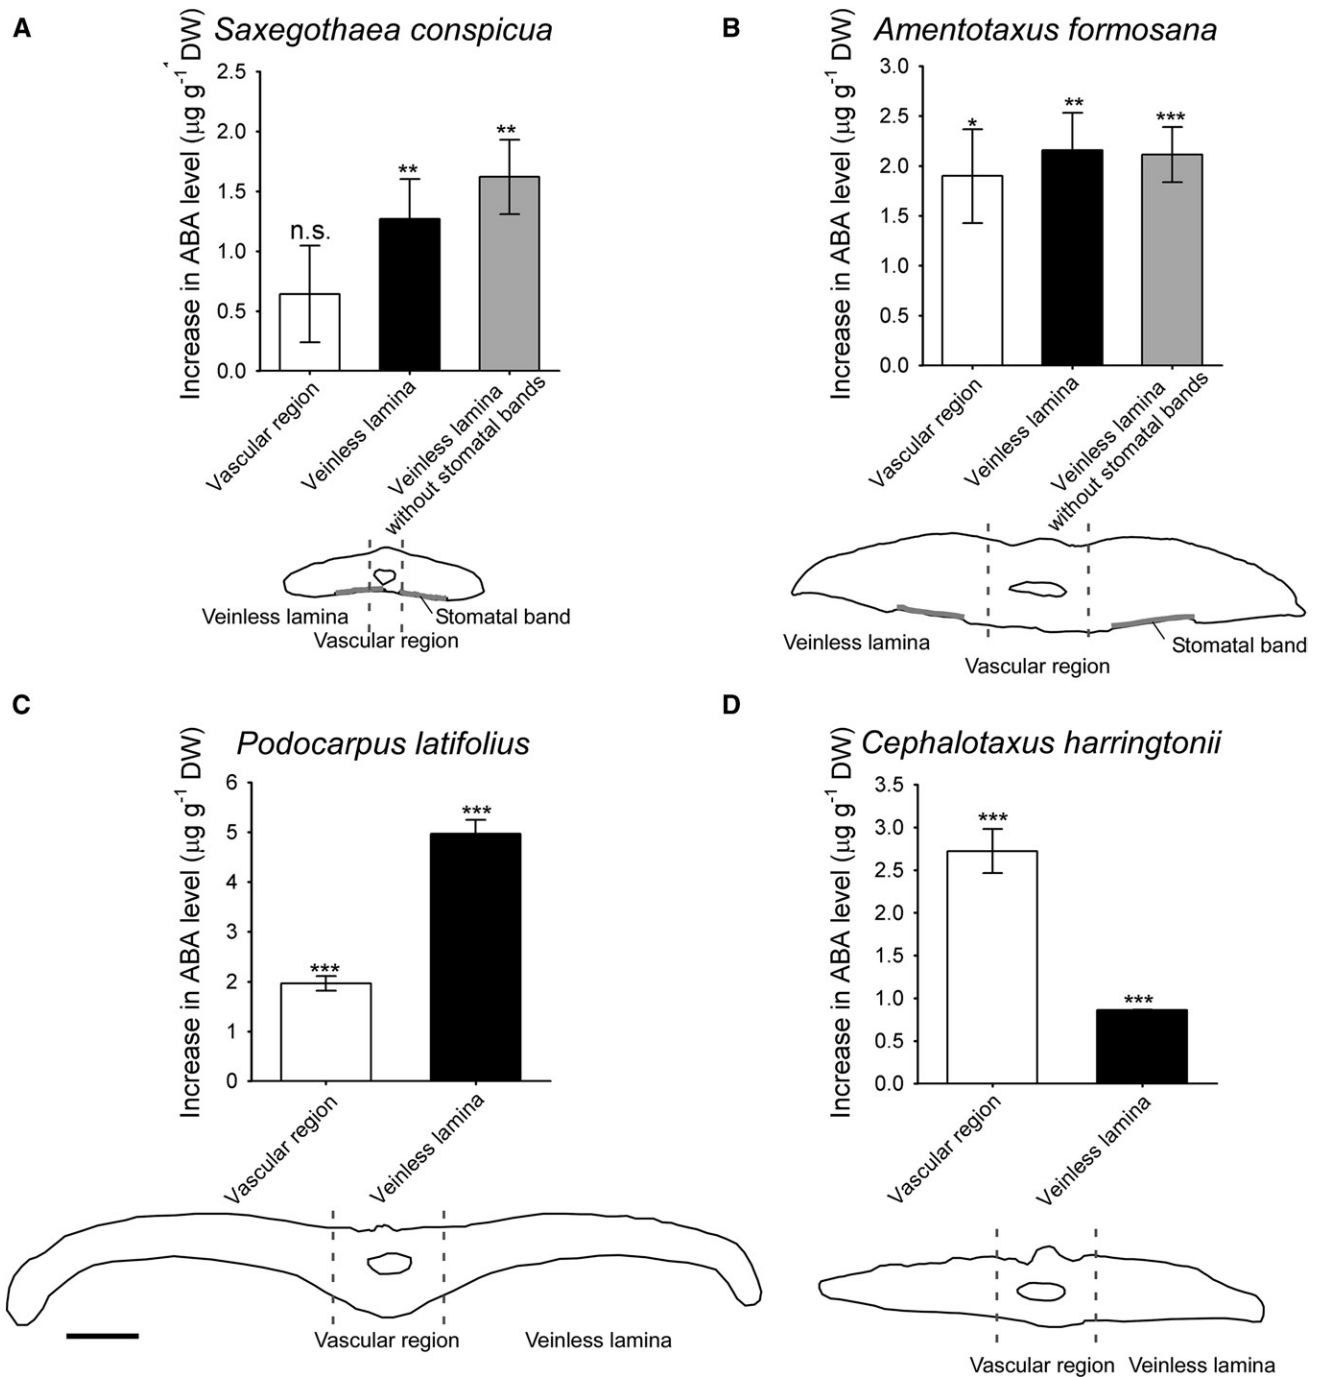 A
Saxegothaea conspicua
Increase in ABA level (μg g⁻¹ DW)
2.5
2.0
1.5
1.0
0.5
0.0
n.s.
**
**
Vascular region
Veinless lamina
Veinless lamina
without stomatal bands
Veinless lamina
Stomatal band
Vascular region
B
Amentotaxus formosana
Increase in ABA level (μg g⁻¹ DW)
3.0
2.5
2.0
1.5
1.0
0.5
0.0
*
**
***
Vascular region
Veinless lamina
Veinless lamina
without stomatal bands
Veinless lamina
Stomatal band
Vascular region
C
Podocarpus latifolius
Increase in ABA level (μg g⁻¹ DW)
6
5
4
3
2
1
0
***
***
Vascular region
Veinless lamina
Vascular region
Veinless lamina
D
Cephalotaxus harringtonii
Increase in ABA level (μg g⁻¹ DW)
3.5
3.0
2.5
2.0
1.5
1.0
0.5
0.0
***
***
Vascular region
Veinless lamina
Vascular region
Veinless lamina